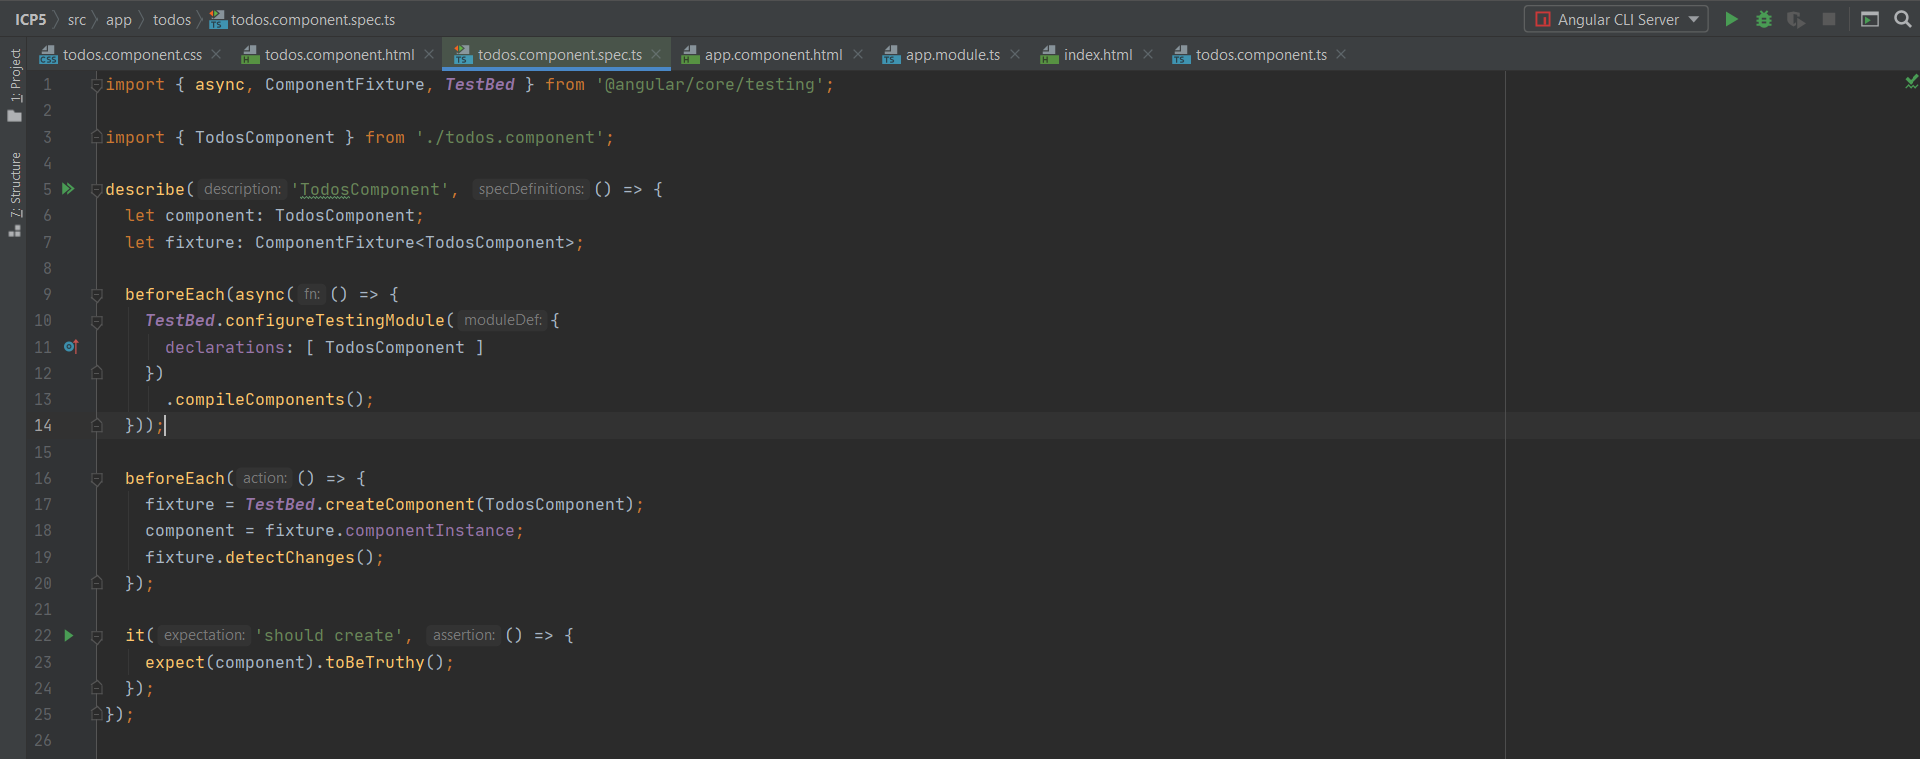 ICP5 src app todos todos.component.spec.ts Angular CLI Server
todos.component.css todos.component.html todos.component.spec.ts app.component.html app.module.ts index.html todos.component.ts
1: Project
7: Structure
1 import { async, ComponentFixture, TestBed } from '@angular/core/testing';
2
3 import { TodosComponent } from './todos.component';
4
5 describe( description: 'TodosComponent', specDefinitions: () => {
6 let component: TodosComponent;
7 let fixture: ComponentFixture<TodosComponent>;
8
9 beforeEach(async( fn: () => {
10 TestBed.configureTestingModule( moduleDef: {
11 declarations: [ TodosComponent ]
12 })
13 .compileComponents();
14 }));
15
16 beforeEach( action: () => {
17 fixture = TestBed.createComponent(TodosComponent);
18 component = fixture.componentInstance;
19 fixture.detectChanges();
20 });
21
22 it( expectation: 'should create', assertion: () => {
23 expect(component).toBeTruthy();
24 });
25 });
26